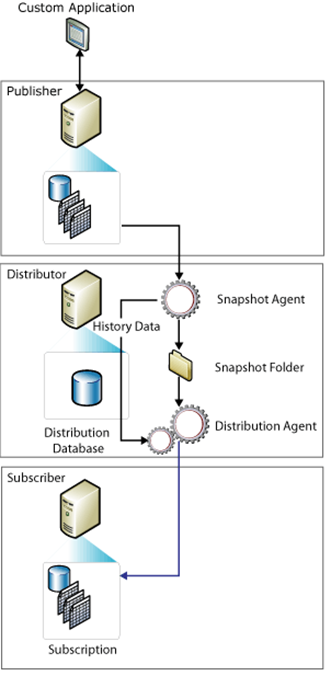 Custom Application
Publisher
Distributor
Snapshot Agent
History Data
Snapshot Folder
Distribution Agent
Distribution
Database
Subscriber
Subscription